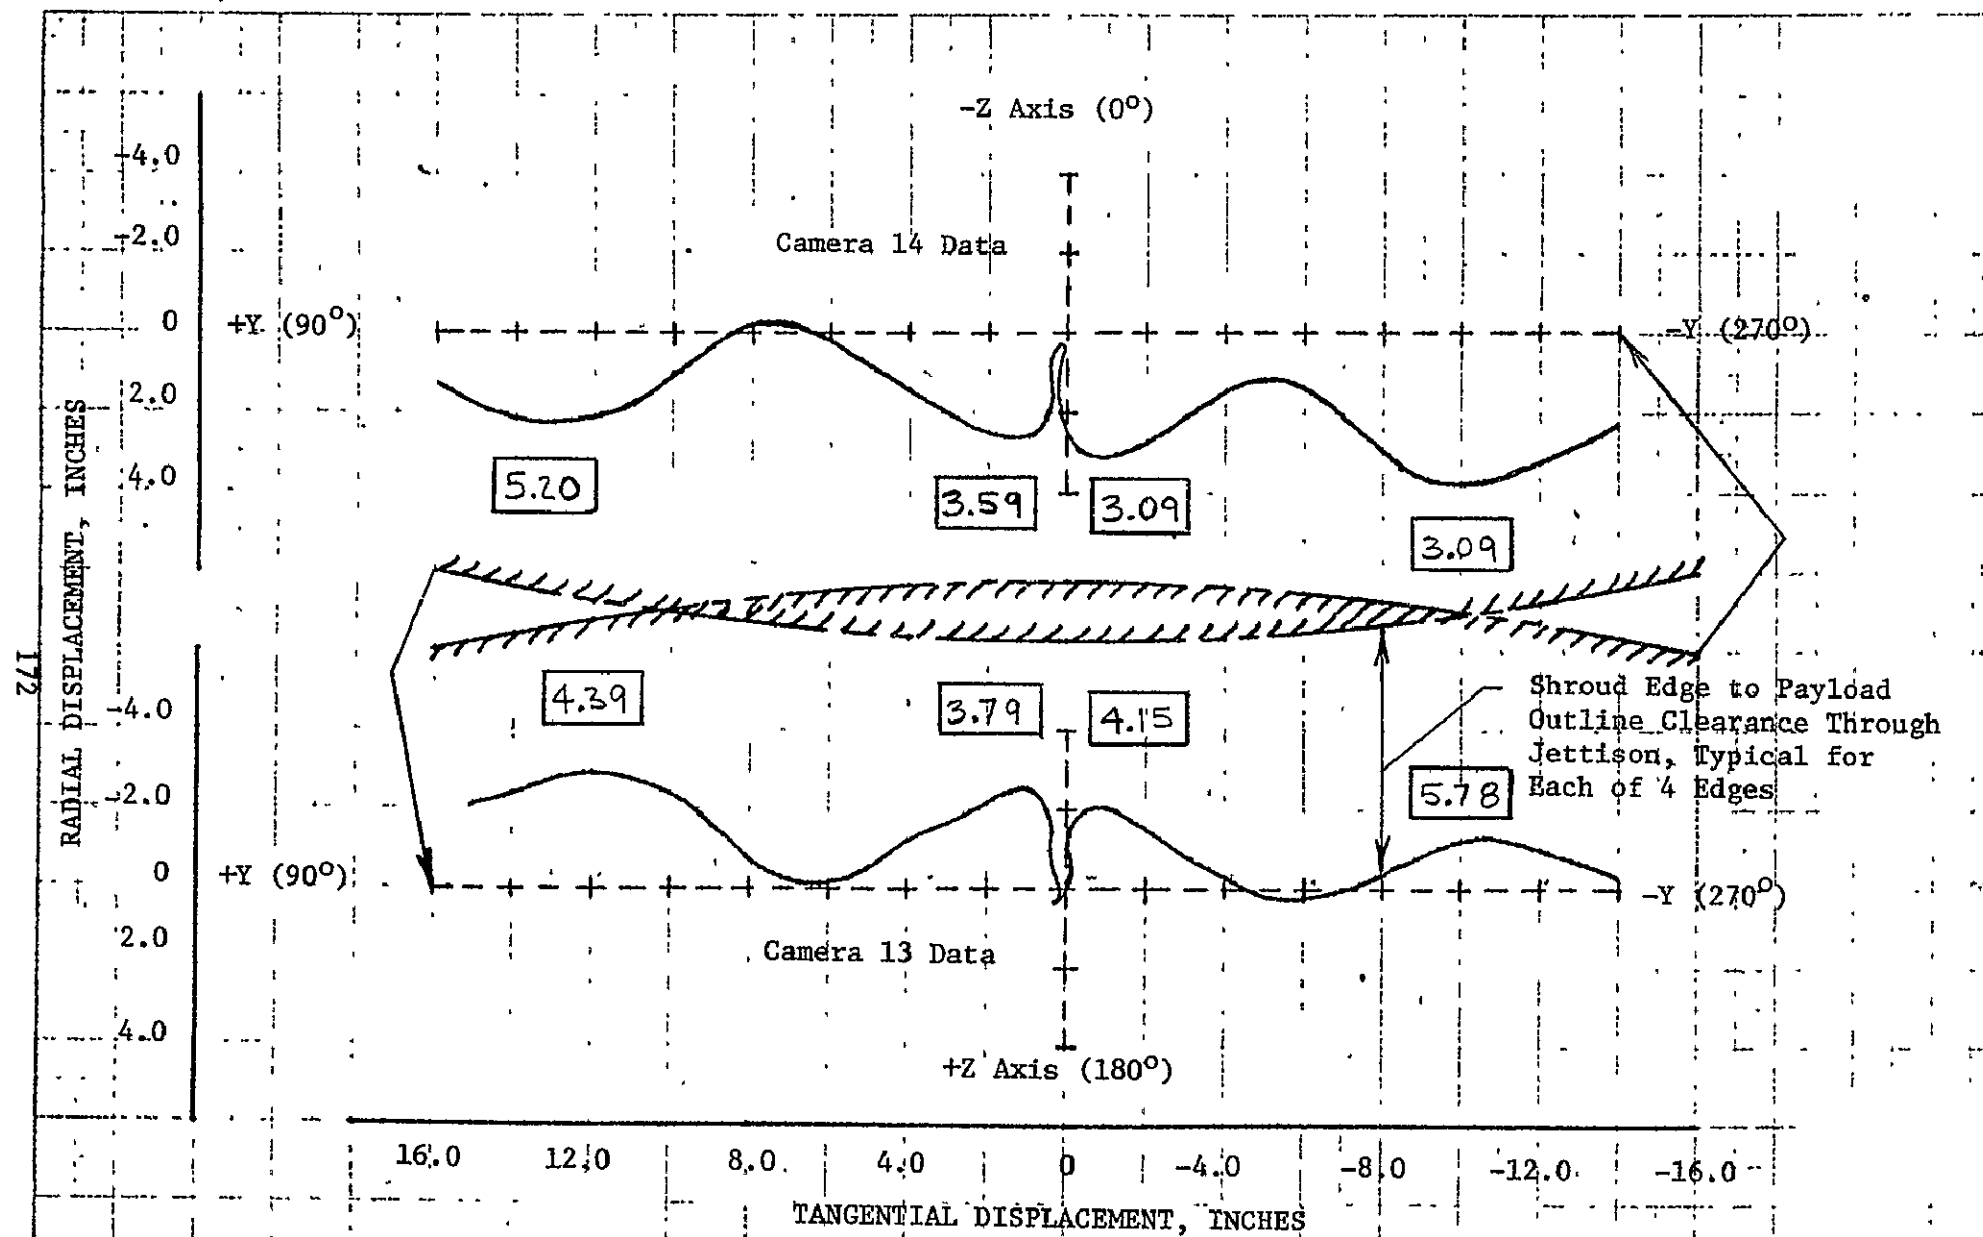 -Z Axis (0°)
-4.0
-2.0
Camera 14 Data
0
+Y (90°)
-Y (270°)
2.0
4.0
5.20
3.59
3.09
3.09
RADIAL DISPLACEMENT, INCHES
172
4.39
3.79
4.15
5.78
Shroud Edge to Payload
Outline Clearance Through
Jettison, Typical for
Each of 4 Edges
-4.0
-2.0
0
+Y (90°)
-Y (270°)
2.0
Camera 13 Data
4.0
+Z Axis (180°)
16.0 12.0 8.0 4.0 0 -4.0 -8.0 -12.0 -16.0
TANGENTIAL DISPLACEMENT, INCHES